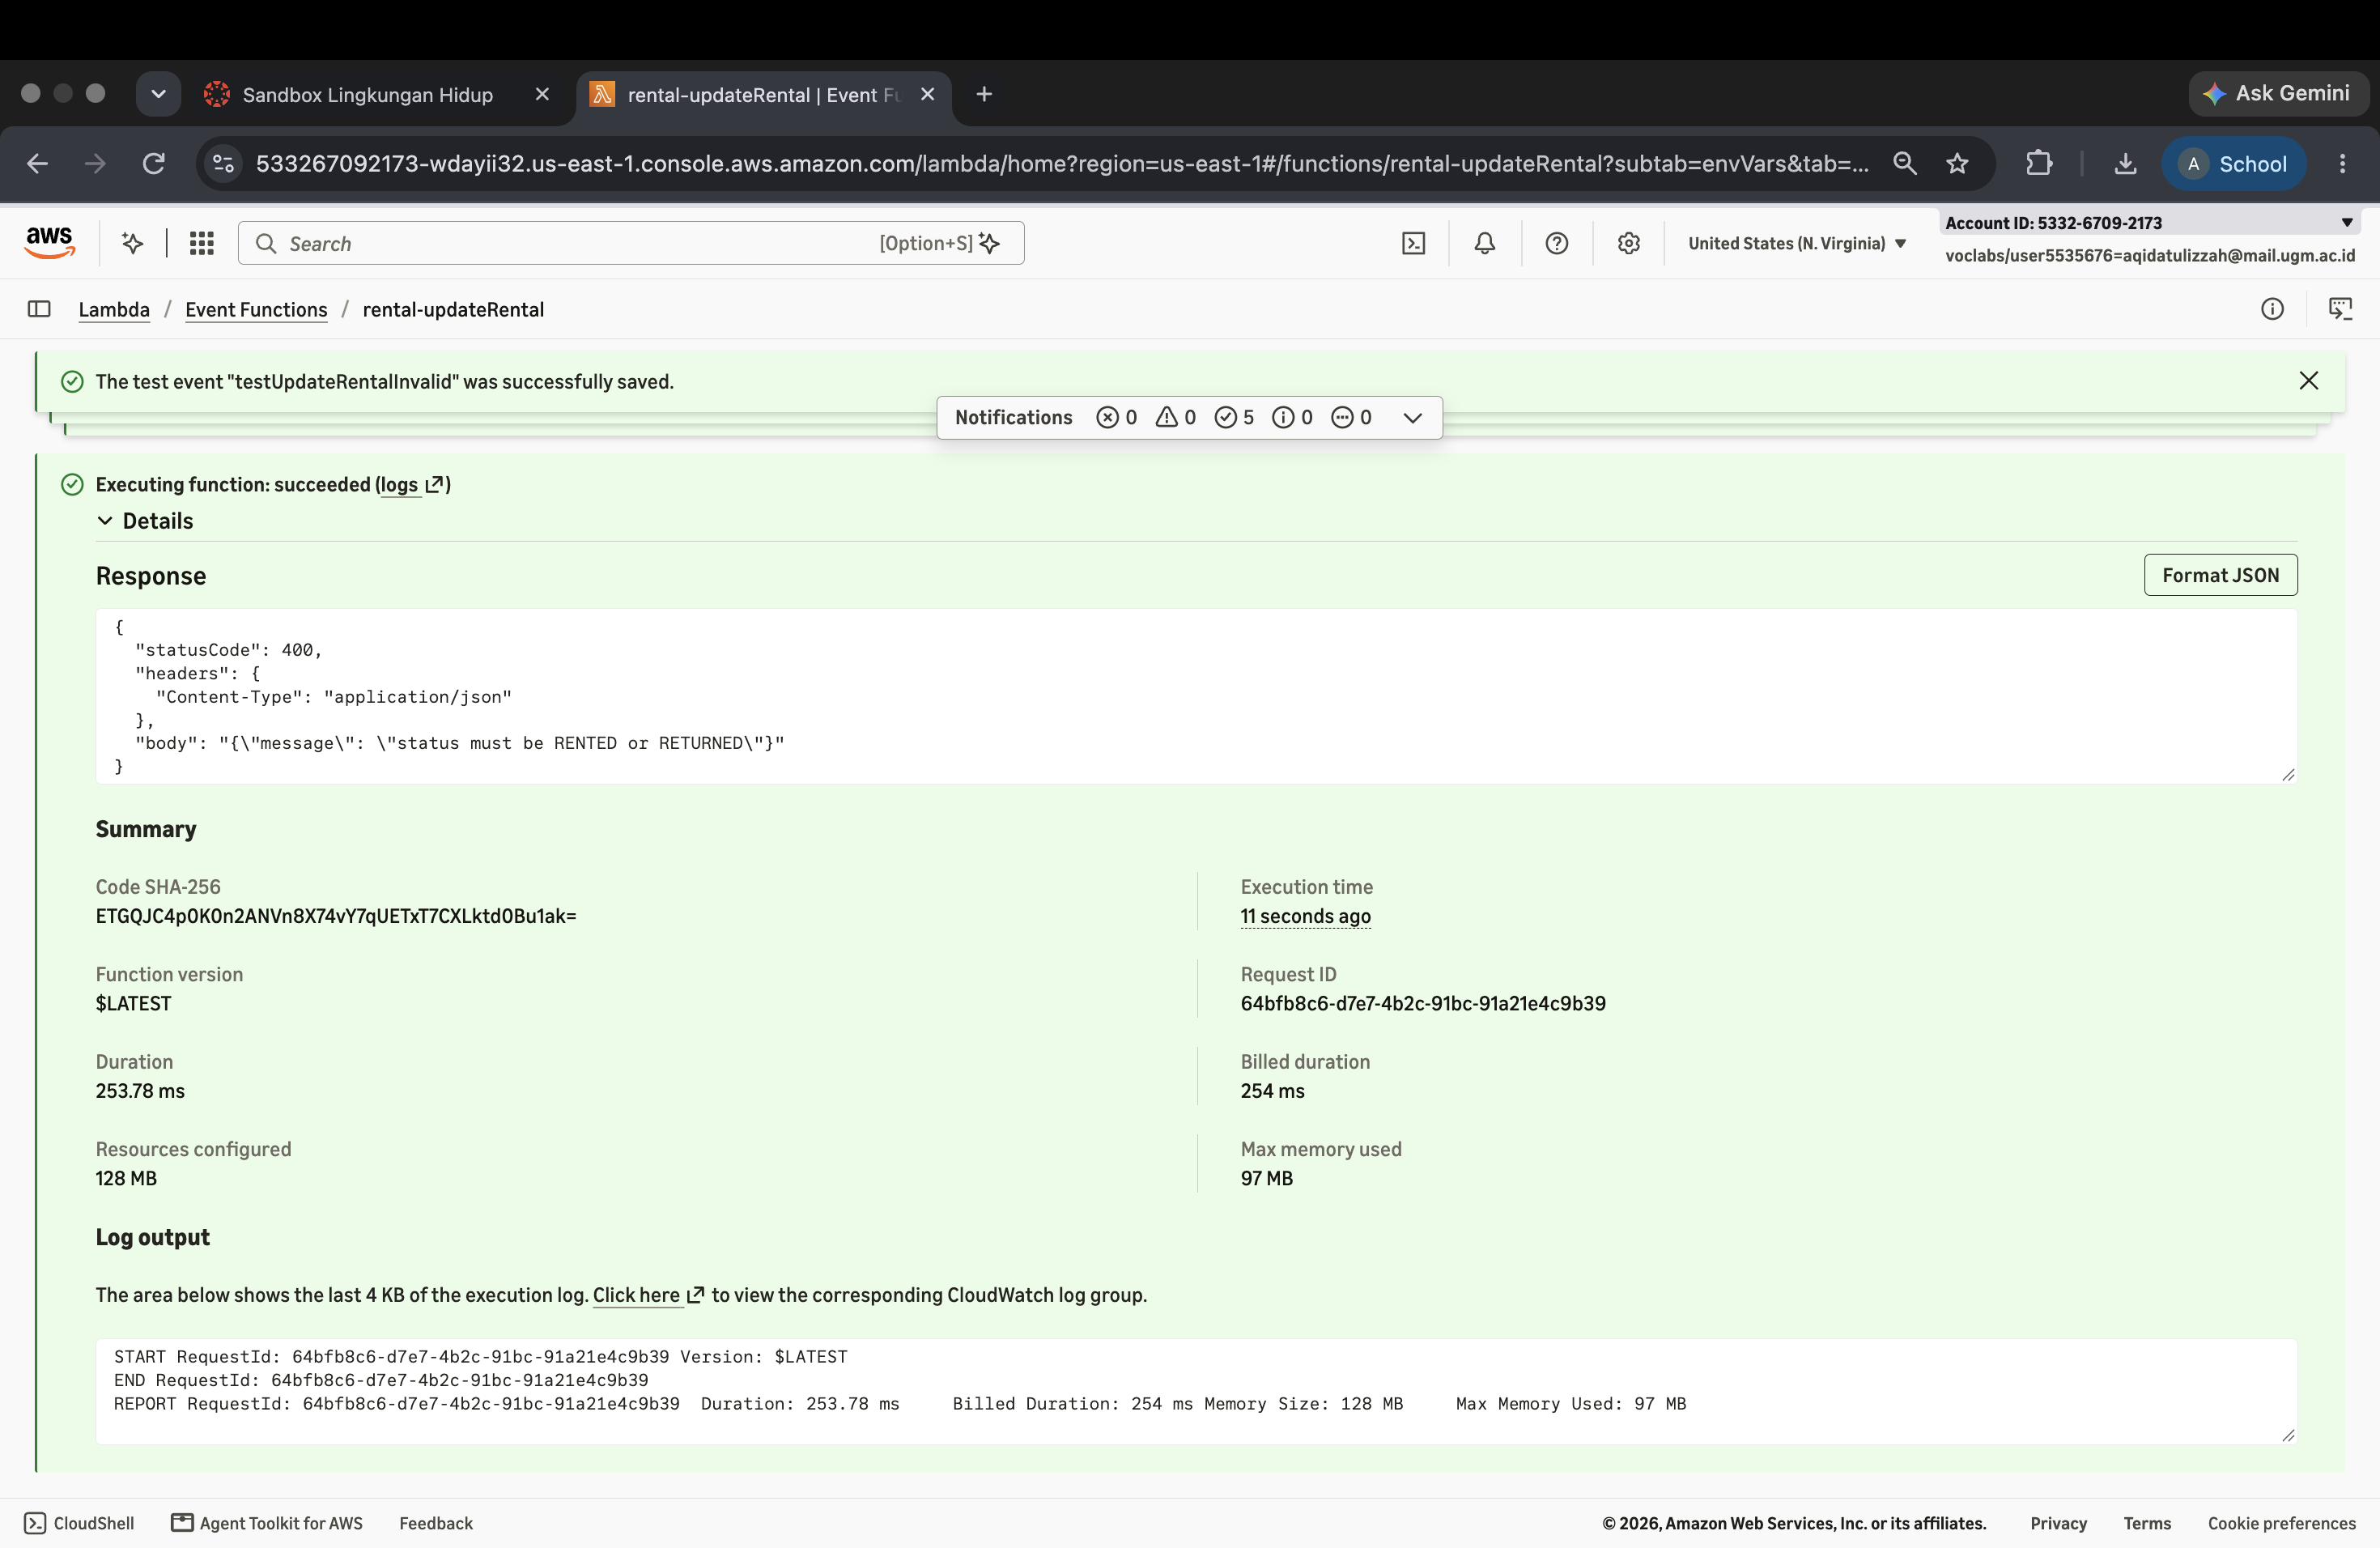 Sandbox Lingkungan Hidup
rental-updateRental | Event Fu
Ask Gemini
533267092173-wdayii32.us-east-1.console.aws.amazon.com/lambda/home?region=us-east-1#/functions/rental-updateRental?subtab=envVars&tab=...
A School
aws
Search
[Option+S]
United States (N. Virginia)
Account ID: 5332-6709-2173
voclabs/user5535676=aqidatulizzah@mail.ugm.ac.id
Lambda / Event Functions / rental-updateRental
The test event "testUpdateRentalInvalid" was successfully saved.
Notifications 0 0 5 0 0
Executing function: succeeded (logs)
Details
Response
Format JSON
{
"statusCode": 400,
"headers": {
"Content-Type": "application/json"
},
"body": "{\"message\": \"status must be RENTED or RETURNED\"}"
}
Summary
Code SHA-256
ETGQJC4p0K0n2ANVn8X74vY7qUETxT7CXLktd0Bu1ak=
Execution time
11 seconds ago
Function version
$LATEST
Request ID
64bfb8c6-d7e7-4b2c-91bc-91a21e4c9b39
Duration
253.78 ms
Billed duration
254 ms
Resources configured
128 MB
Max memory used
97 MB
Log output
The area below shows the last 4 KB of the execution log. Click here to view the corresponding CloudWatch log group.
START RequestId: 64bfb8c6-d7e7-4b2c-91bc-91a21e4c9b39 Version: $LATEST
END RequestId: 64bfb8c6-d7e7-4b2c-91bc-91a21e4c9b39
REPORT RequestId: 64bfb8c6-d7e7-4b2c-91bc-91a21e4c9b39 Duration: 253.78 ms Billed Duration: 254 ms Memory Size: 128 MB Max Memory Used: 97 MB
CloudShell
Agent Toolkit for AWS
Feedback
© 2026, Amazon Web Services, Inc. or its affiliates.
Privacy
Terms
Cookie preferences